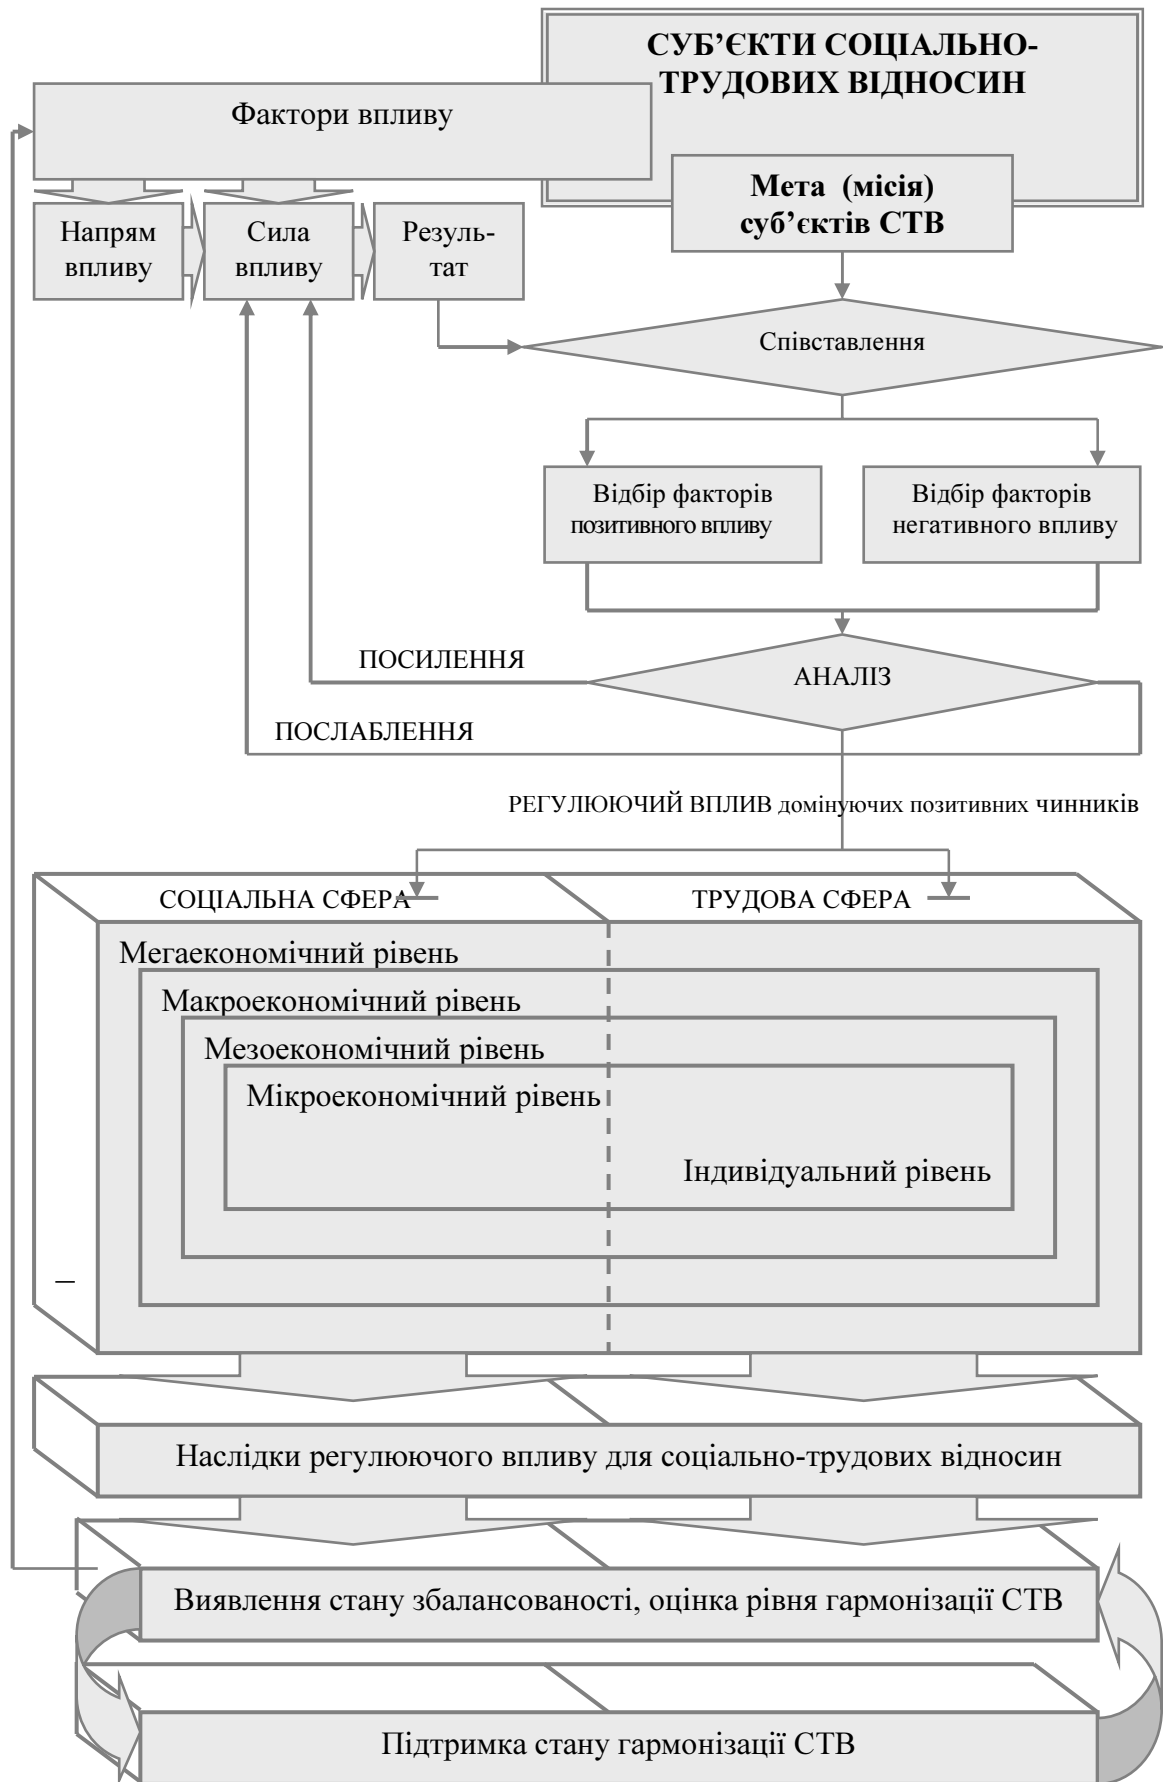 СУБ’ЄКТИ СОЦІАЛЬНО-
ТРУДОВИХ ВІДНОСИН
Фактори впливу
Мета (місія)
суб’єктів СТВ
Напрям
впливу
Сила
впливу
Резуль-
тат
Співставлення
Відбір факторів
позитивного впливу
Відбір факторів
негативного впливу
ПОСИЛЕННЯ
АНАЛІЗ
ПОСЛАБЛЕННЯ
РЕГУЛЮЮЧИЙ ВПЛИВ домінуючих позитивних чинників
СОЦІАЛЬНА СФЕРА
ТРУДОВА СФЕРА
Мегаекономічний рівень
Макроекономічний рівень
Мезоекономічний рівень
Мікроекономічний рівень
Індивідуальний рівень
Наслідки регулюючого впливу для соціально-трудових відносин
Виявлення стану збалансованості, оцінка рівня гармонізації СТВ
Підтримка стану гармонізації СТВ